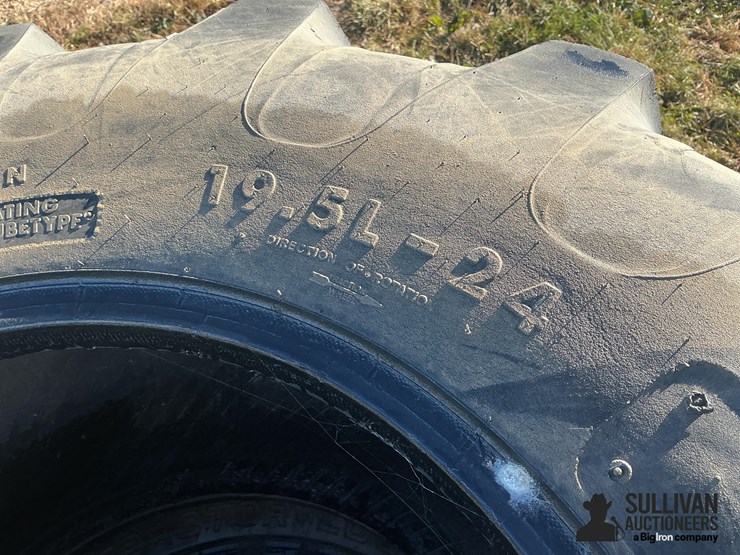 N
ATING
BETYPE
19.5L-24
DIRECTION OF ROTATION
SULLIVAN
AUCTIONEERS
a BigIron company